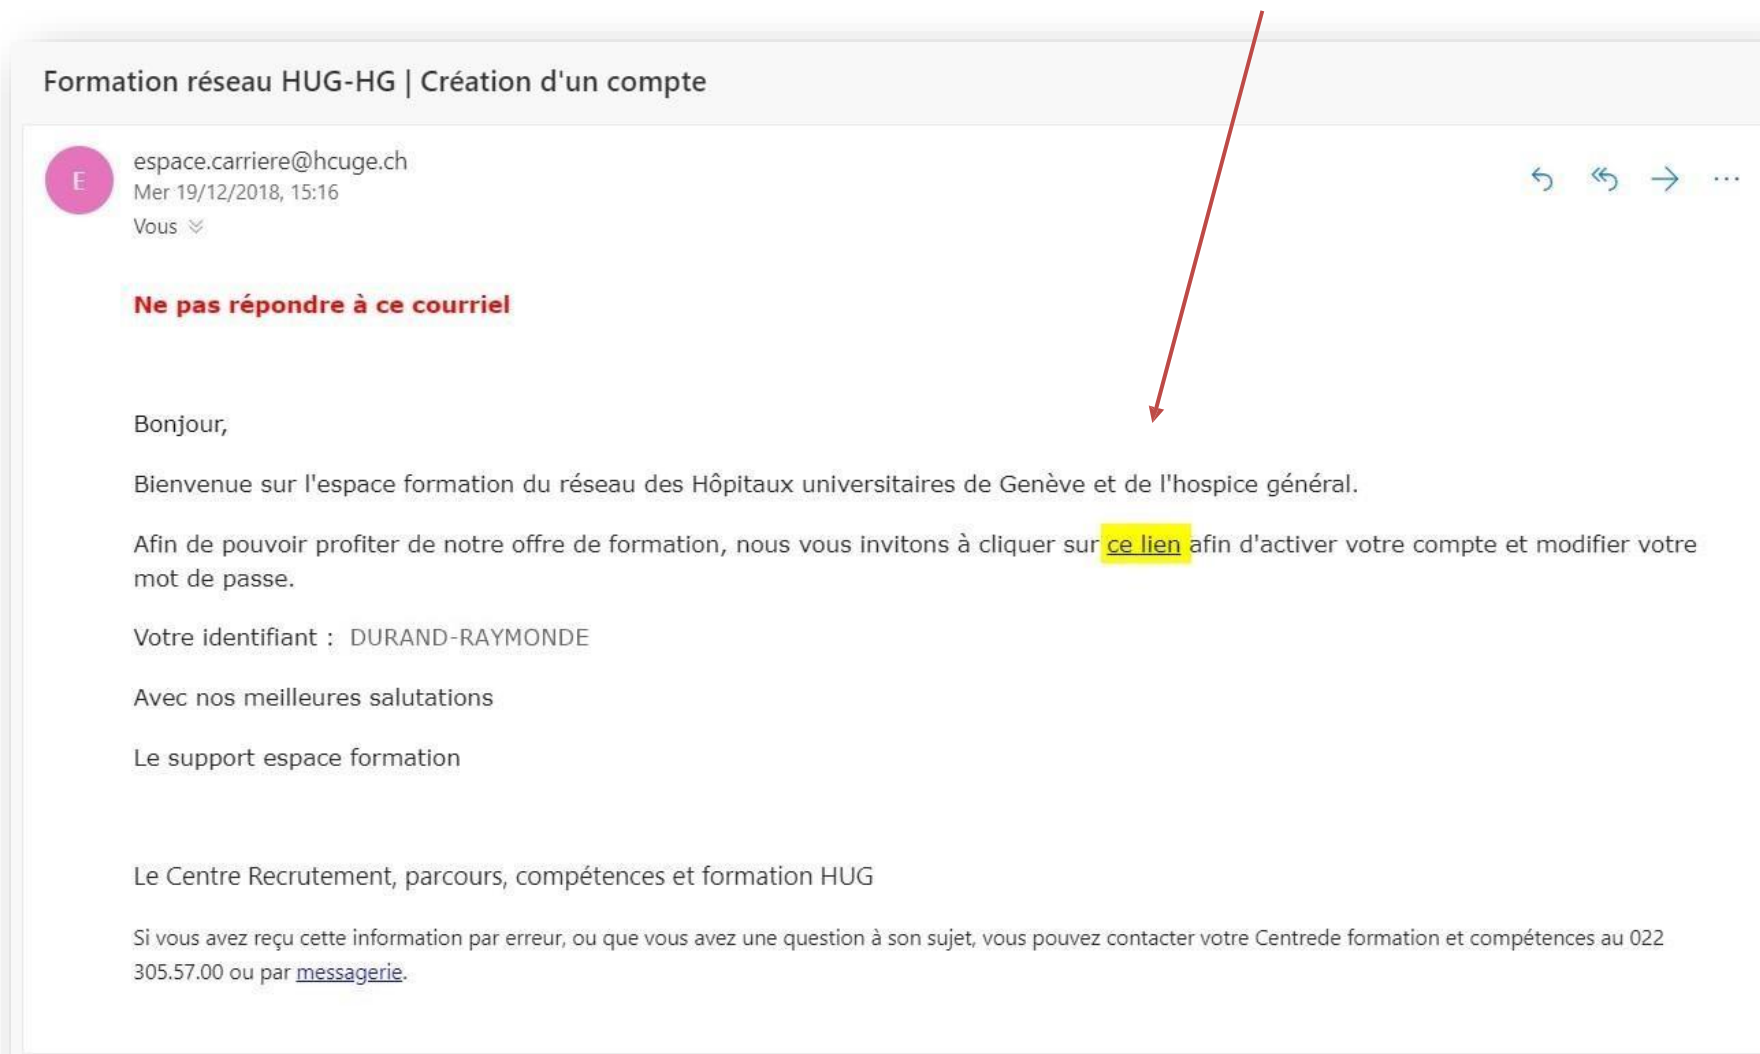 Formation réseau HUG-HG | Création d'un compte
E
espace.carriere@hcuge.ch
Mer 19/12/2018, 15:16
Vous
Ne pas répondre à ce courriel
Bonjour,
Bienvenue sur l'espace formation du réseau des Hôpitaux universitaires de Genève et de l'hospice général.
Afin de pouvoir profiter de notre offre de formation, nous vous invitons à cliquer sur ce lien afin d'activer votre compte et modifier votre
mot de passe.
Votre identifiant : DURAND-RAYMONDE
Avec nos meilleures salutations
Le support espace formation
Le Centre Recrutement, parcours, compétences et formation HUG
Si vous avez reçu cette information par erreur, ou que vous avez une question à son sujet, vous pouvez contacter votre Centrede formation et compétences au 022
305.57.00 ou par messagerie.